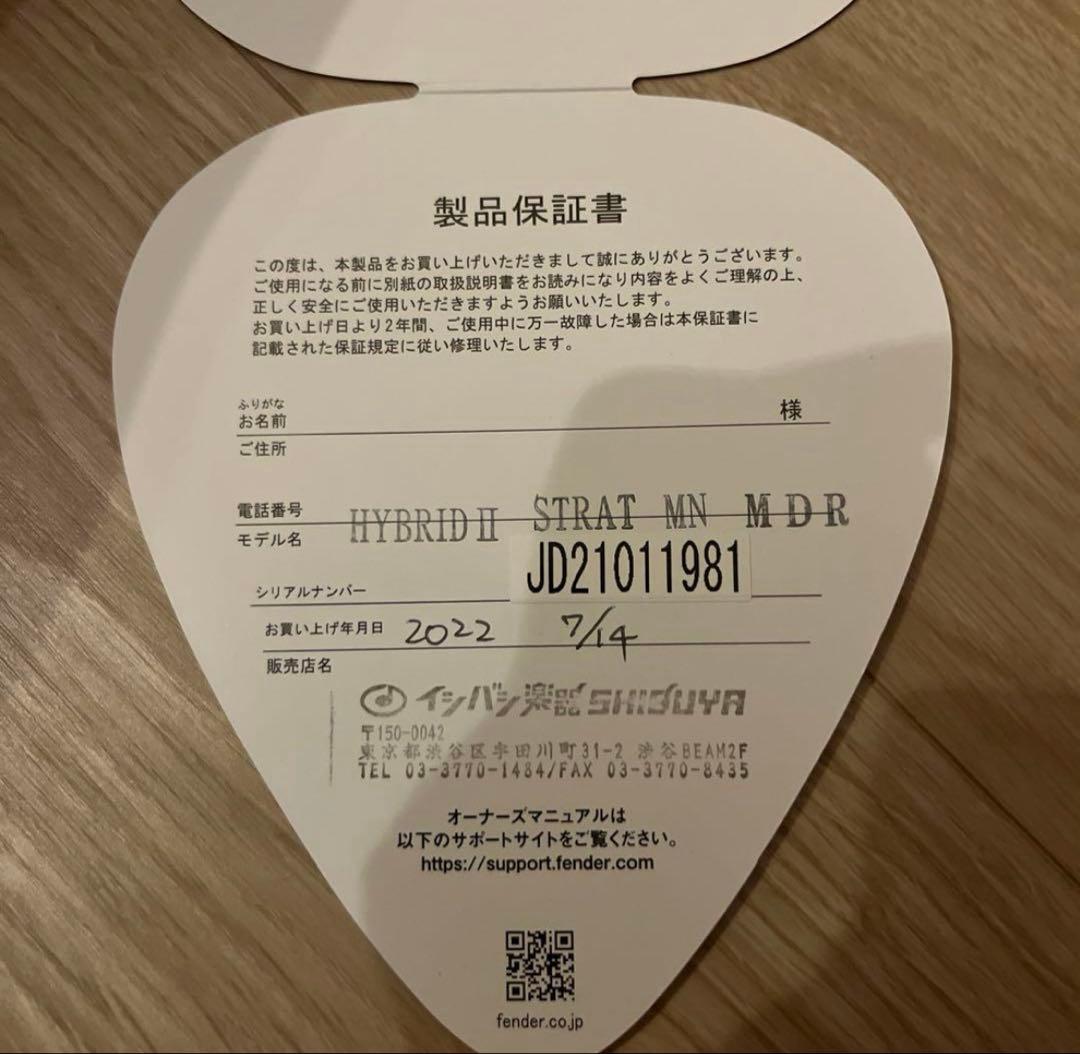 製品保証書
この度は、本製品をお買い上げいただきまして誠にありがとうございます。
ご使用になる前に別紙の取扱説明書をお読みになり内容をよくご理解の上、
正しく安全にご使用いただきますようお願いいたします。
お買い上げ日より2年間、ご使用中に万一故障した場合は本保証書に
記載された保証規定に従い修理いたします。
ふりがな
お名前 様
ご住所
電話番号
モデル名 HYBRIDⅡ STRAT MN MDR
シリアルナンバー JD21011981
お買い上げ年月日 2022 7/14
販売店名
イシバシ楽器 SHIBUYA
〒150-0042
東京都渋谷区宇田川町31-2 渋谷BEAM2F
TEL 03-3770-1484/FAX 03-3770-8435
オーナーズマニュアルは
以下のサポートサイトをご覧ください。
https://support.fender.com
fender.co.jp